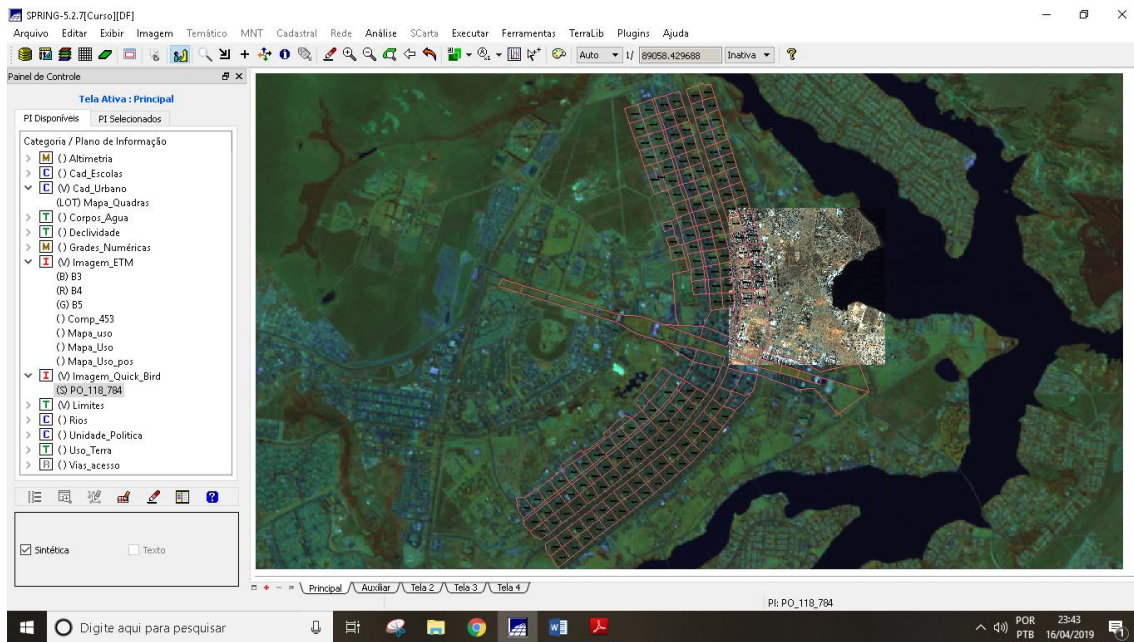 SPRING-5.2.7[Curso][DF]
Arquivo Editar Exibir Imagem Temático MNT Cadastral Rede Análise SCarta Executar Ferramentas TerraLib Plugins Ajuda
Auto 1/ 89058.429688 Inativa
Painel de Controle
Tela Ativa : Principal
PI Disponíveis PI Selecionados
Categoria / Plano de Informação
M () Altimetria
C () Cad_Escolas
C (V) Cad_Urbano
(LOT) Mapa_Quadras
T () Corpos_Agua
T () Declividade
M () Grades_Numéricas
I (V) Imagem_ETM
(B) B3
(R) B4
(G) B5
() Comp_453
() Mapa_uso
() Mapa_Uso
() Mapa_Uso_pos
I (V) Imagem_Quick_Bird
(S) PO_118_784
T (V) Limites
C () Rios
C () Unidade_Politica
T () Uso_Terra
R () Vias_acesso
Sintética Texto
Principal Auxiliar Tela 2 Tela 3 Tela 4
PI: PO_118_784
Digite aqui para pesquisar
POR 23:43
PTB 16/04/2019